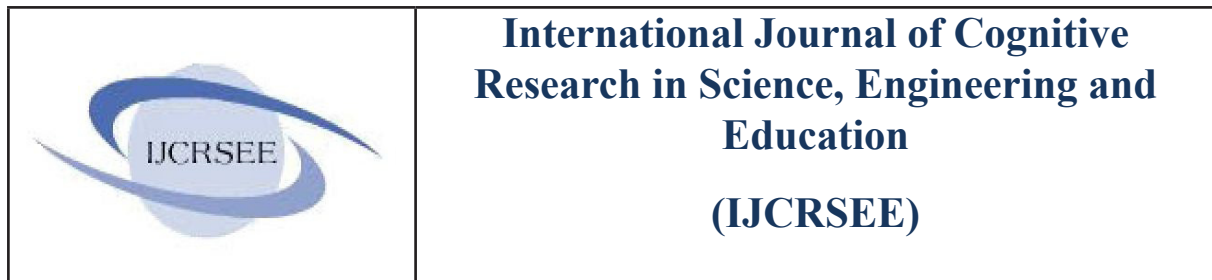 IJCRSEE
International Journal of Cognitive
Research in Science, Engineering and
Education
(IJCRSEE)